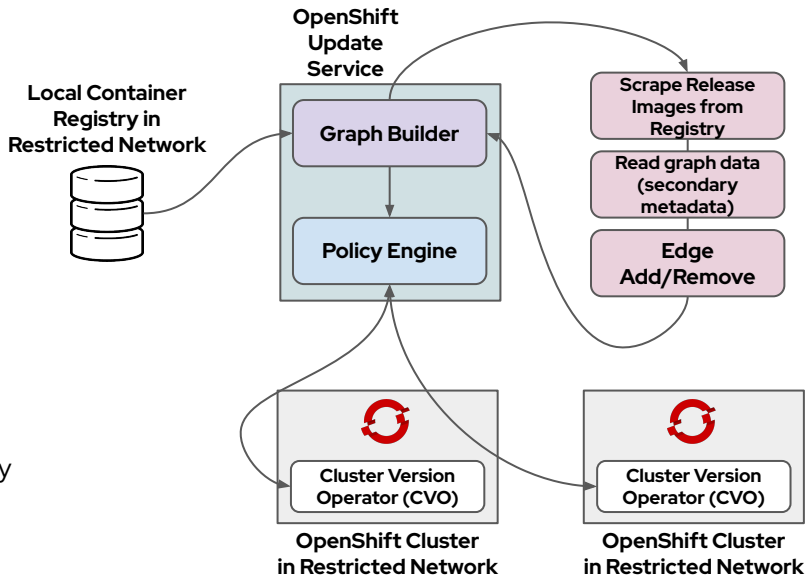 OpenShift
Update
Service
Local Container
Registry in
Restricted Network
Graph Builder
Policy Engine
Scrape Release
Images from
Registry
Read graph data
(secondary
metadata)
Edge
Add/Remove
y
Cluster Version
Operator (CVO)
OpenShift Cluster
in Restricted Network
Cluster Version
Operator (CVO)
OpenShift Cluster
in Restricted Network